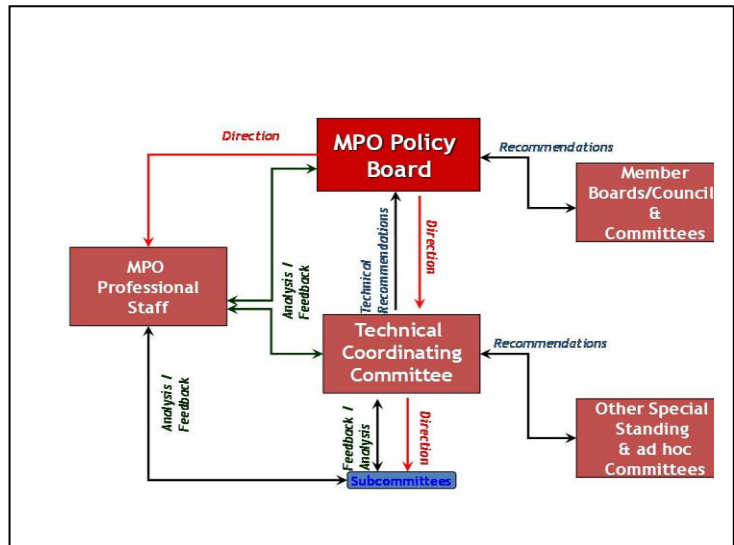 Direction
MPO Policy
Board
Recommendations
Member
Boards/Council
&
Committees
MPO
Professional
Staff
Analysis /
Feedback
Technical
Recommendations
Direction
Technical
Coordinating
Committee
Recommendations
Analysis /
Feedback
Feedback /
Analysis
Direction
Other Special
Standing
& ad hoc
Committees
Subcommittees